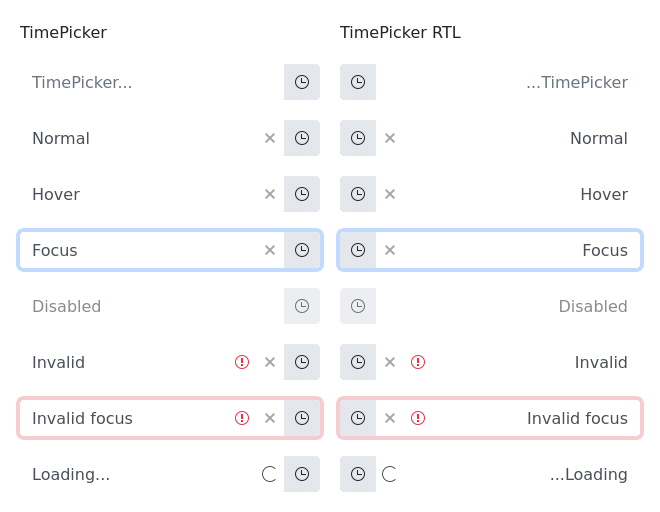 TimePicker TimePicker RTL
TimePicker... ...TimePicker
Normal Normal
Hover Hover
Focus Focus
Disabled Disabled
Invalid Invalid
Invalid focus Invalid focus
Loading... ...Loading